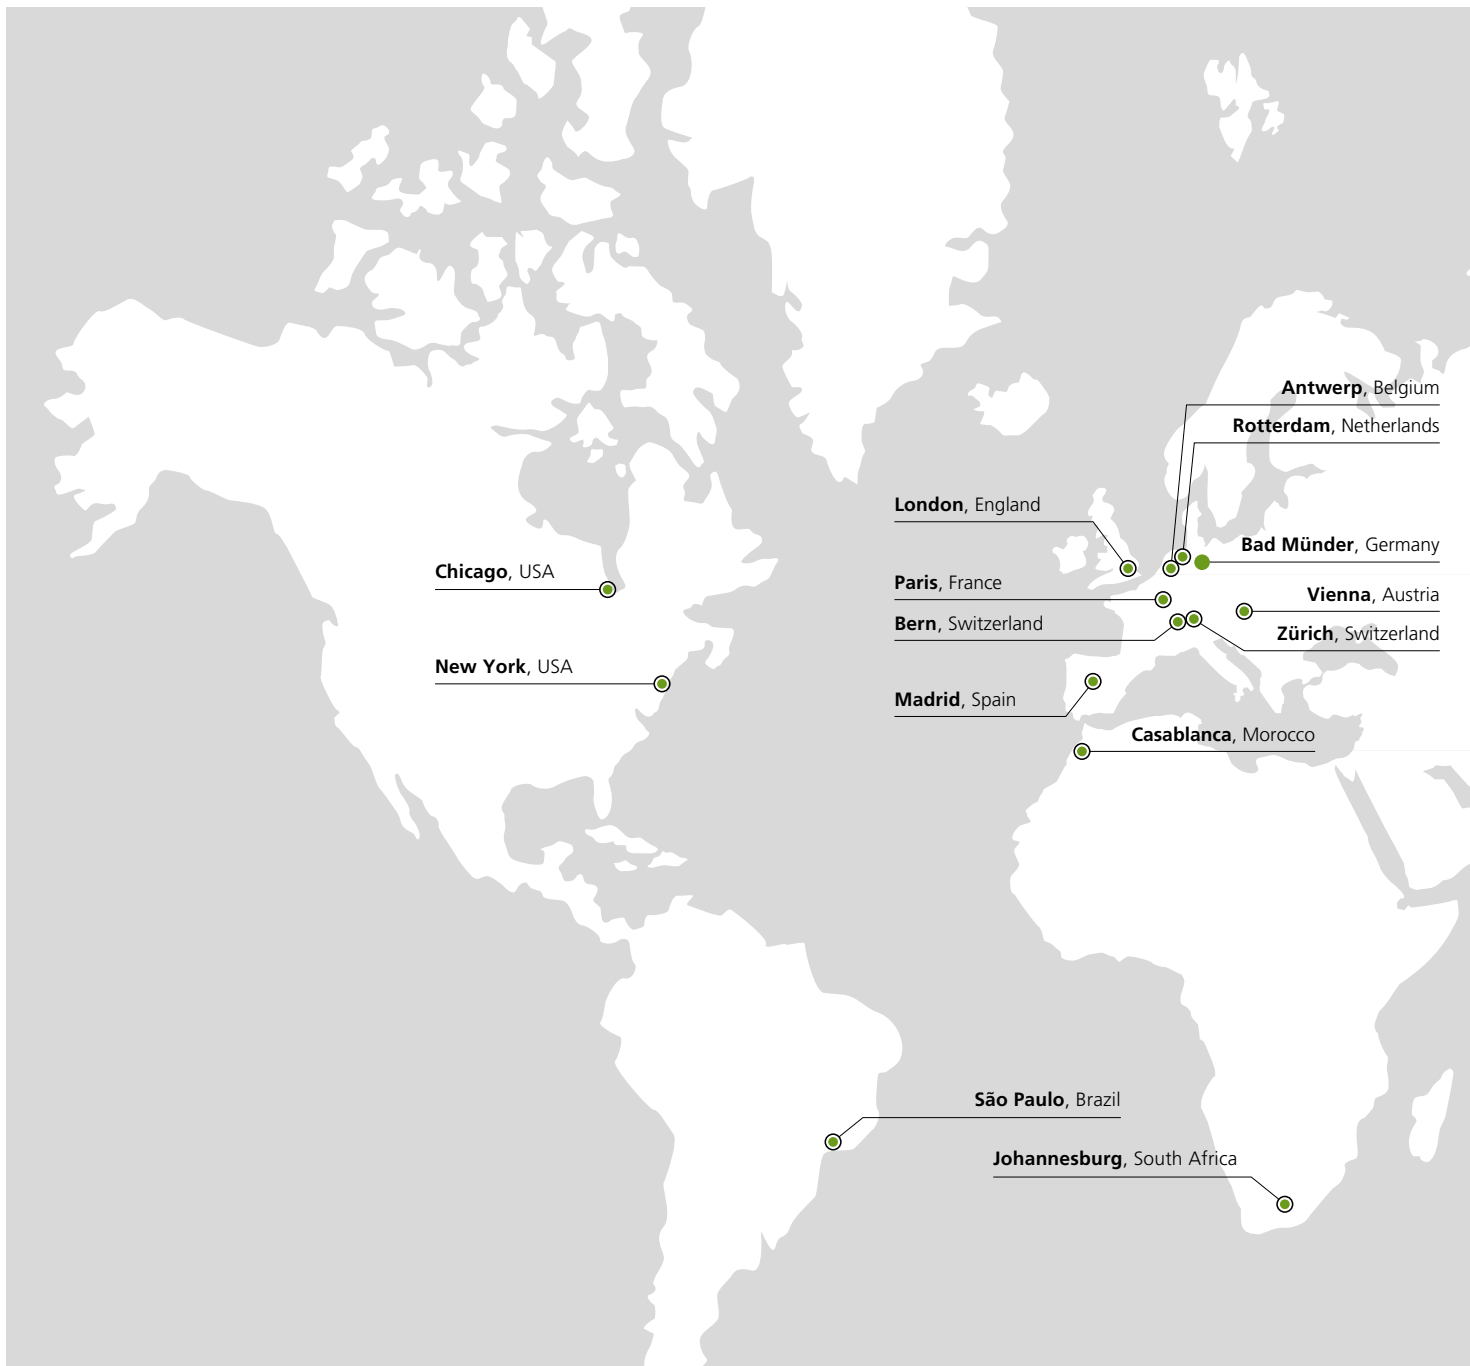 Antwerp, Belgium
Rotterdam, Netherlands
London, England
Bad Münder, Germany
Chicago, USA
Paris, France
Vienna, Austria
Bern, Switzerland
Zürich, Switzerland
New York, USA
Madrid, Spain
Casablanca, Morocco
São Paulo, Brazil
Johannesburg, South Africa